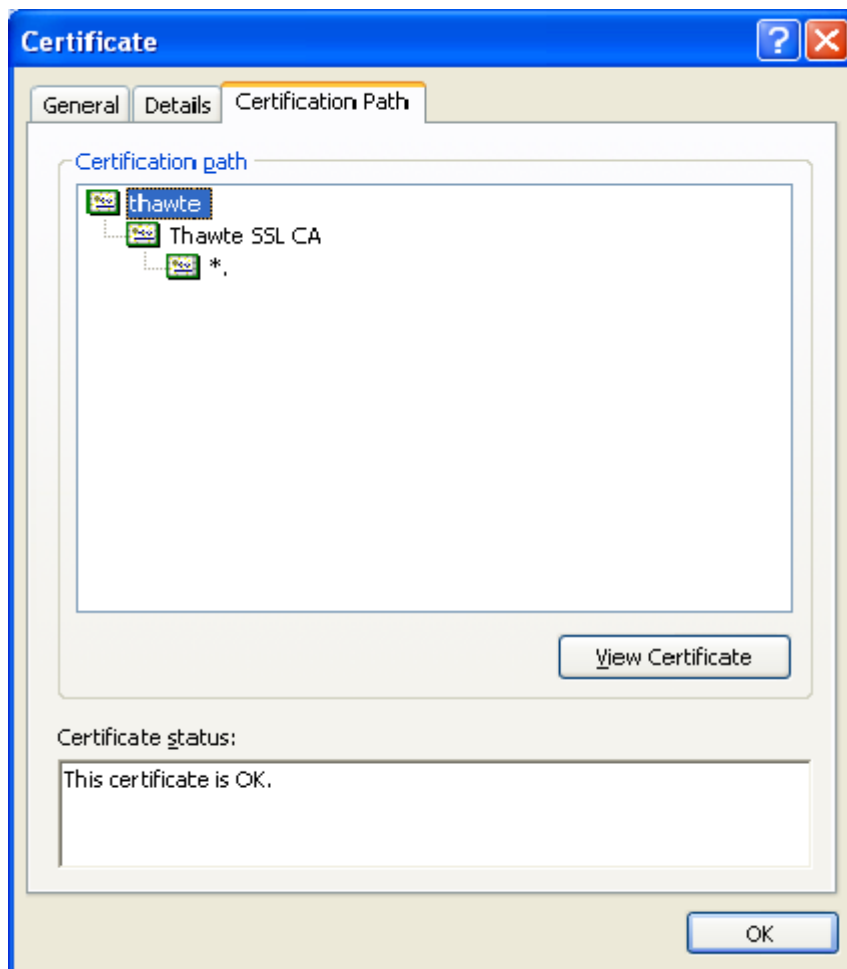 Certificate
General Details Certification Path
Certification path
thawte
Thawte SSL CA
*.
View Certificate
Certificate status:
This certificate is OK.
OK